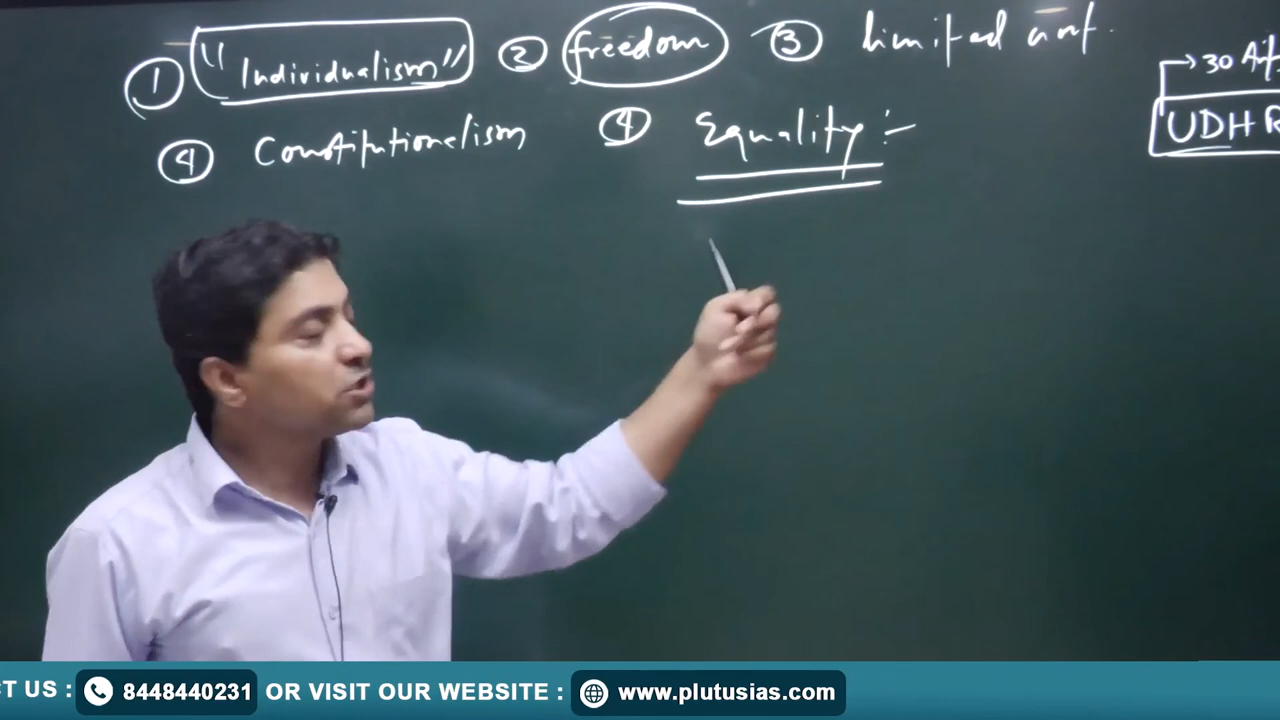 ① "Individualism" ② freedom ③ limited
④ Constitutionalism ④ Equality :-
→ 30
UDHR
CT US : 8448440231 OR VISIT OUR WEBSITE : www.plutusias.com